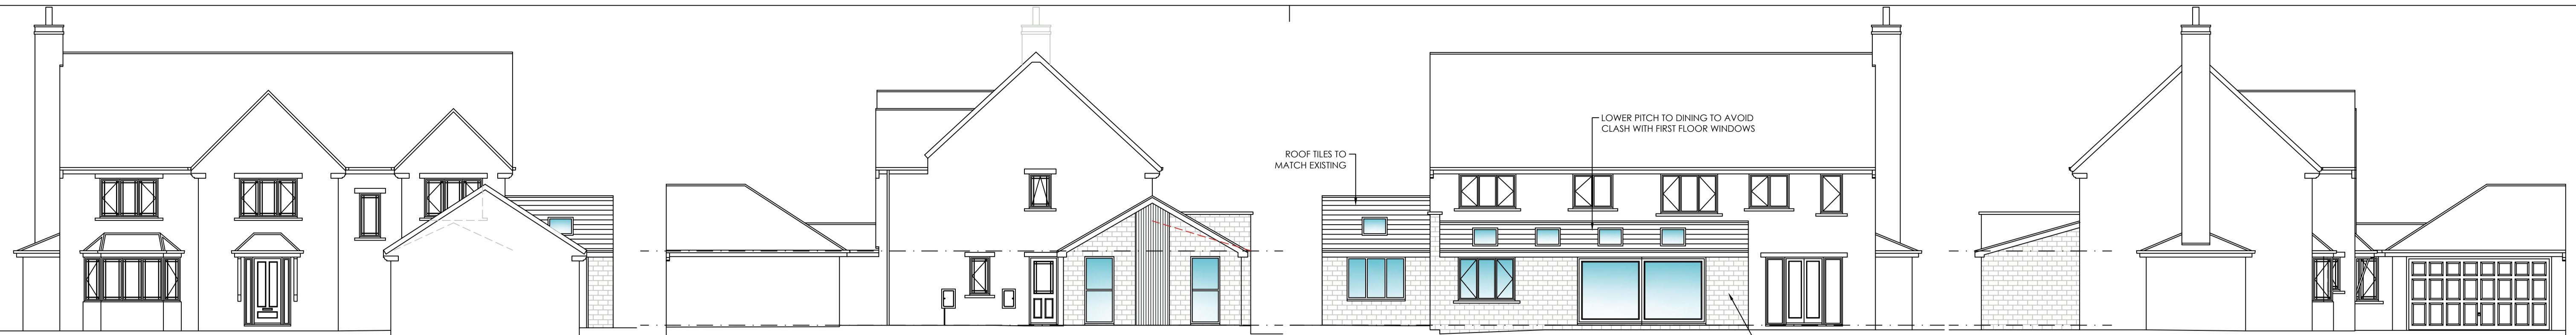 ROOF TILES TO
MATCH EXISTING
LOWER PITCH TO DINING TO AVOID
CLASH WITH FIRST FLOOR WINDOWS